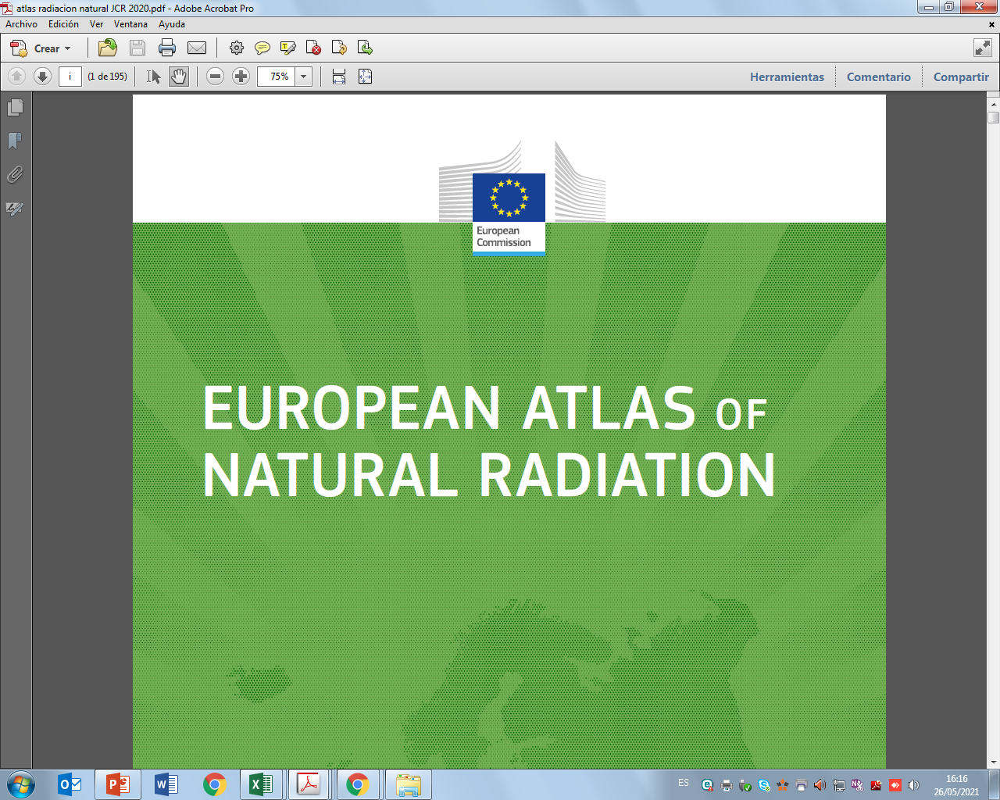 atlas radiacion natural JCR 2020.pdf - Adobe Acrobat Pro
Archivo Edición Ver Ventana Ayuda
Crear
i (1 de 195) 75% Herramientas Comentario Compartir
European
Commission
EUROPEAN ATLAS OF
NATURAL RADIATION
ES
16:16
26/05/2021